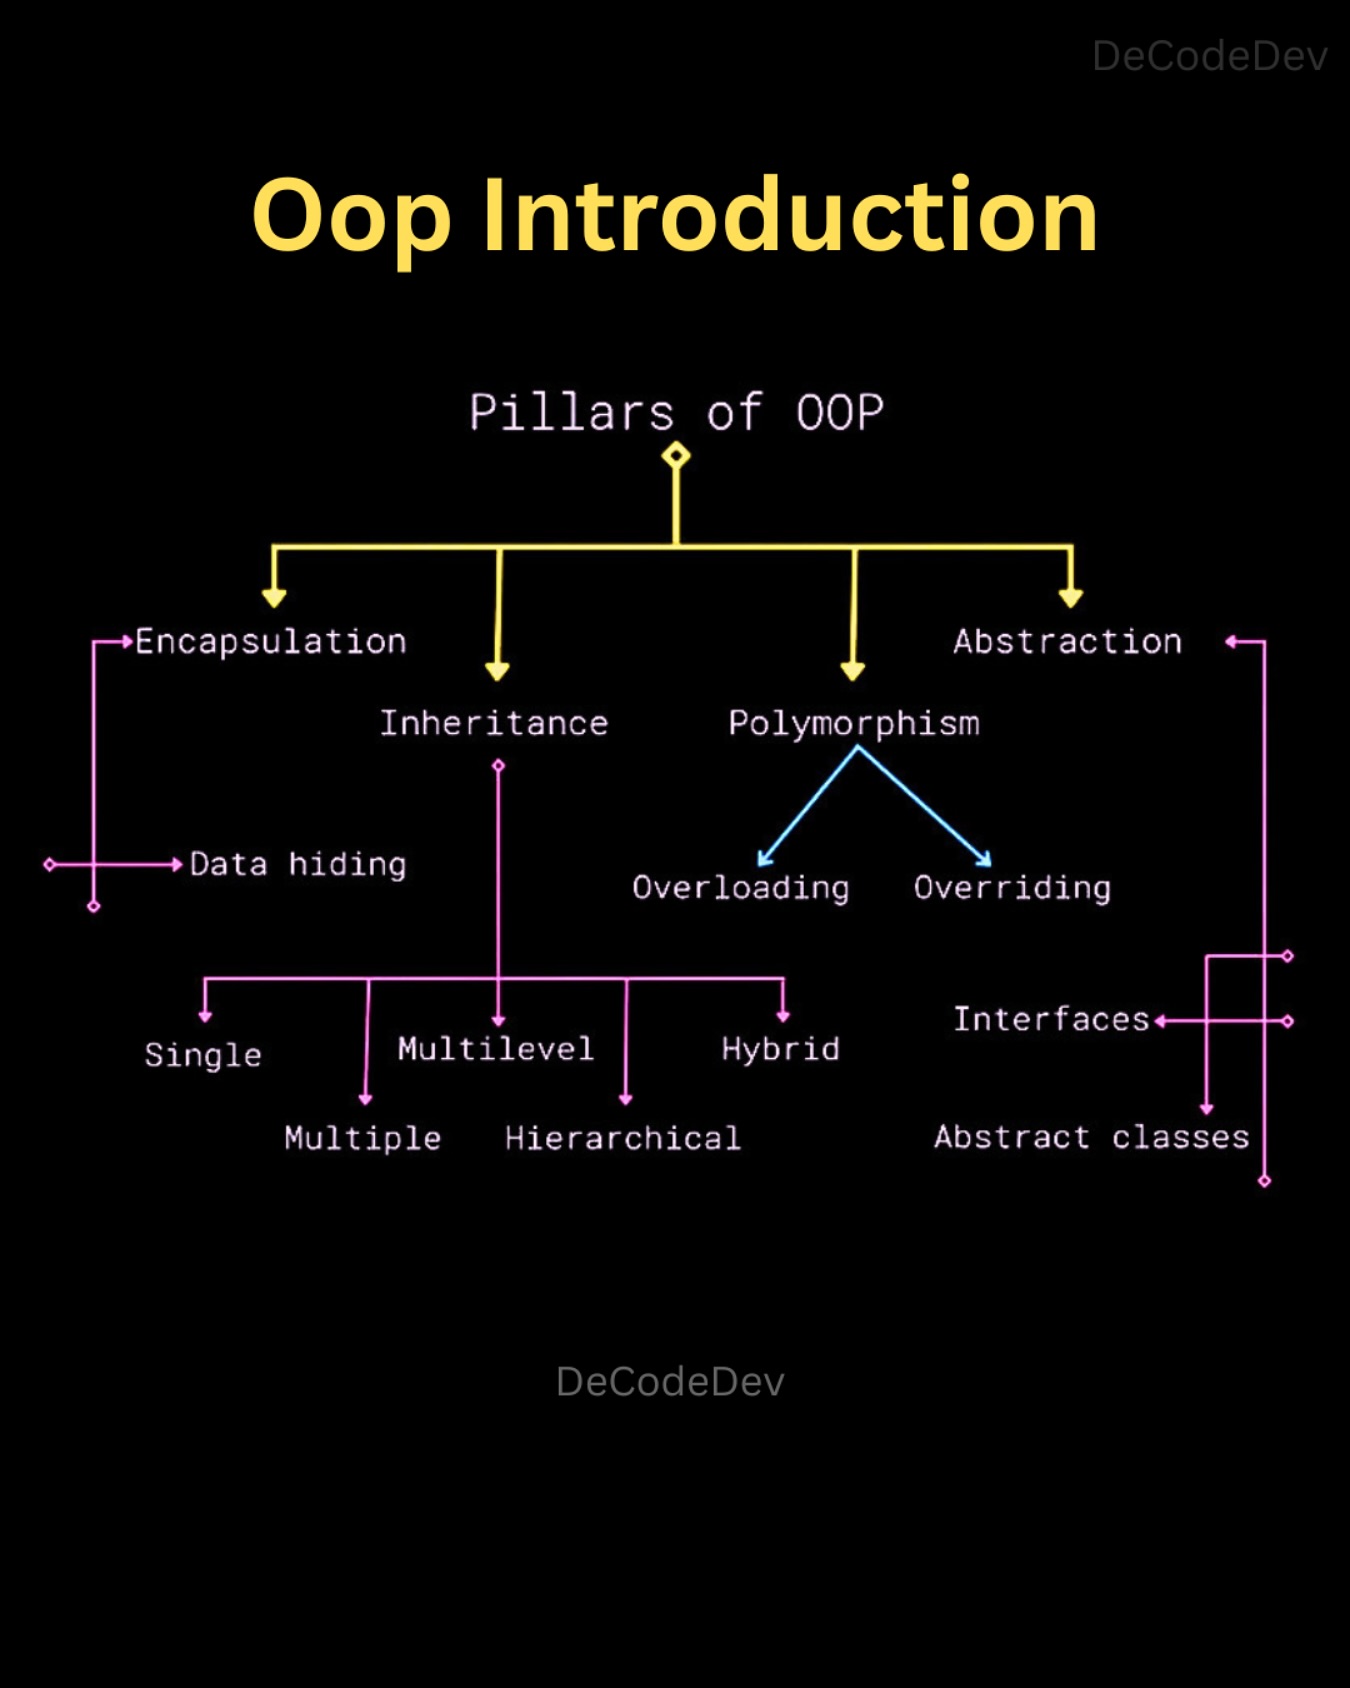 DeCodeDev
Oop Introduction
Pillars of OOP
Encapsulation
Abstraction
Inheritance
Polymorphism
Data hiding
Overloading
Overriding
Interfaces
Single
Multilevel
Hybrid
Multiple
Hierarchical
Abstract classes
DeCodeDev